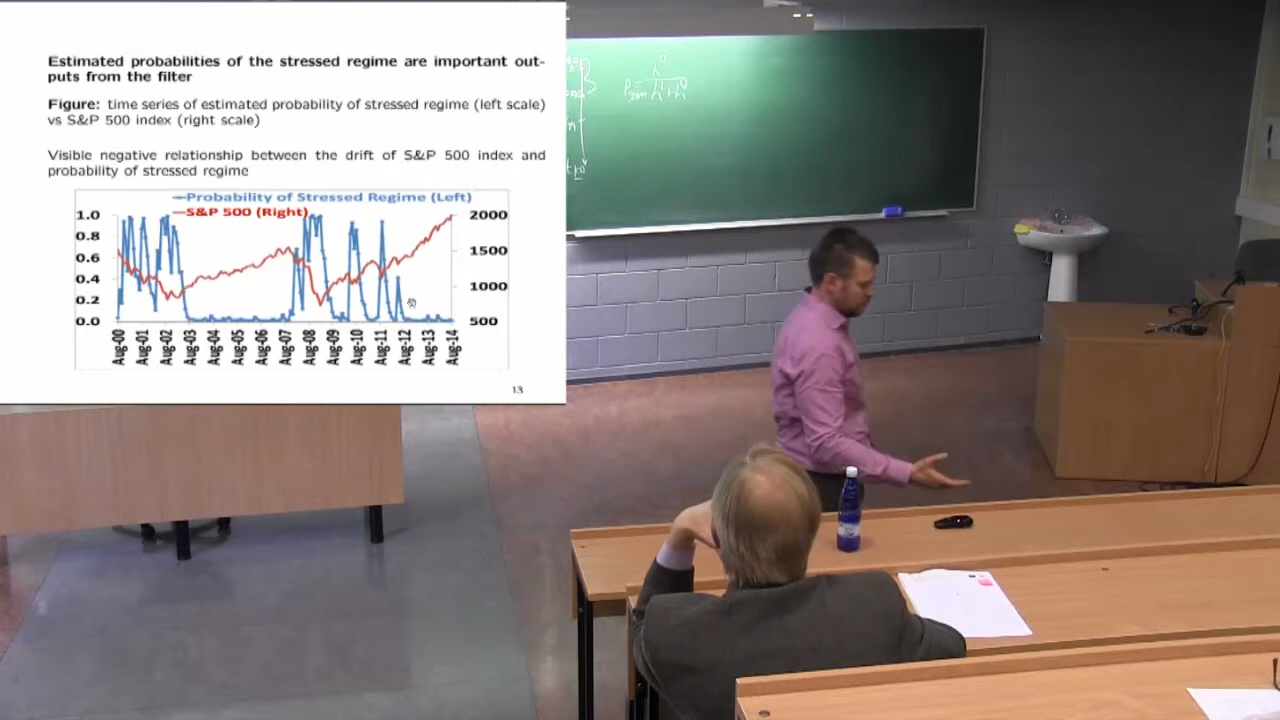 Estimated probabilities of the stressed regime are important out-
puts from the filter
Figure: time series of estimated probability of stressed regime (left scale)
vs S&P 500 index (right scale)
Visible negative relationship between the drift of S&P 500 index and
probability of stressed regime
Probability of Stressed Regime (Left)
S&P 500 (Right)
1.0
0.8
0.6
0.4
0.2
0.0
2000
1500
1000
500
Aug-00
Aug-01
Aug-02
Aug-03
Aug-04
Aug-05
Aug-06
Aug-07
Aug-08
Aug-09
Aug-10
Aug-11
Aug-12
Aug-13
Aug-14
13